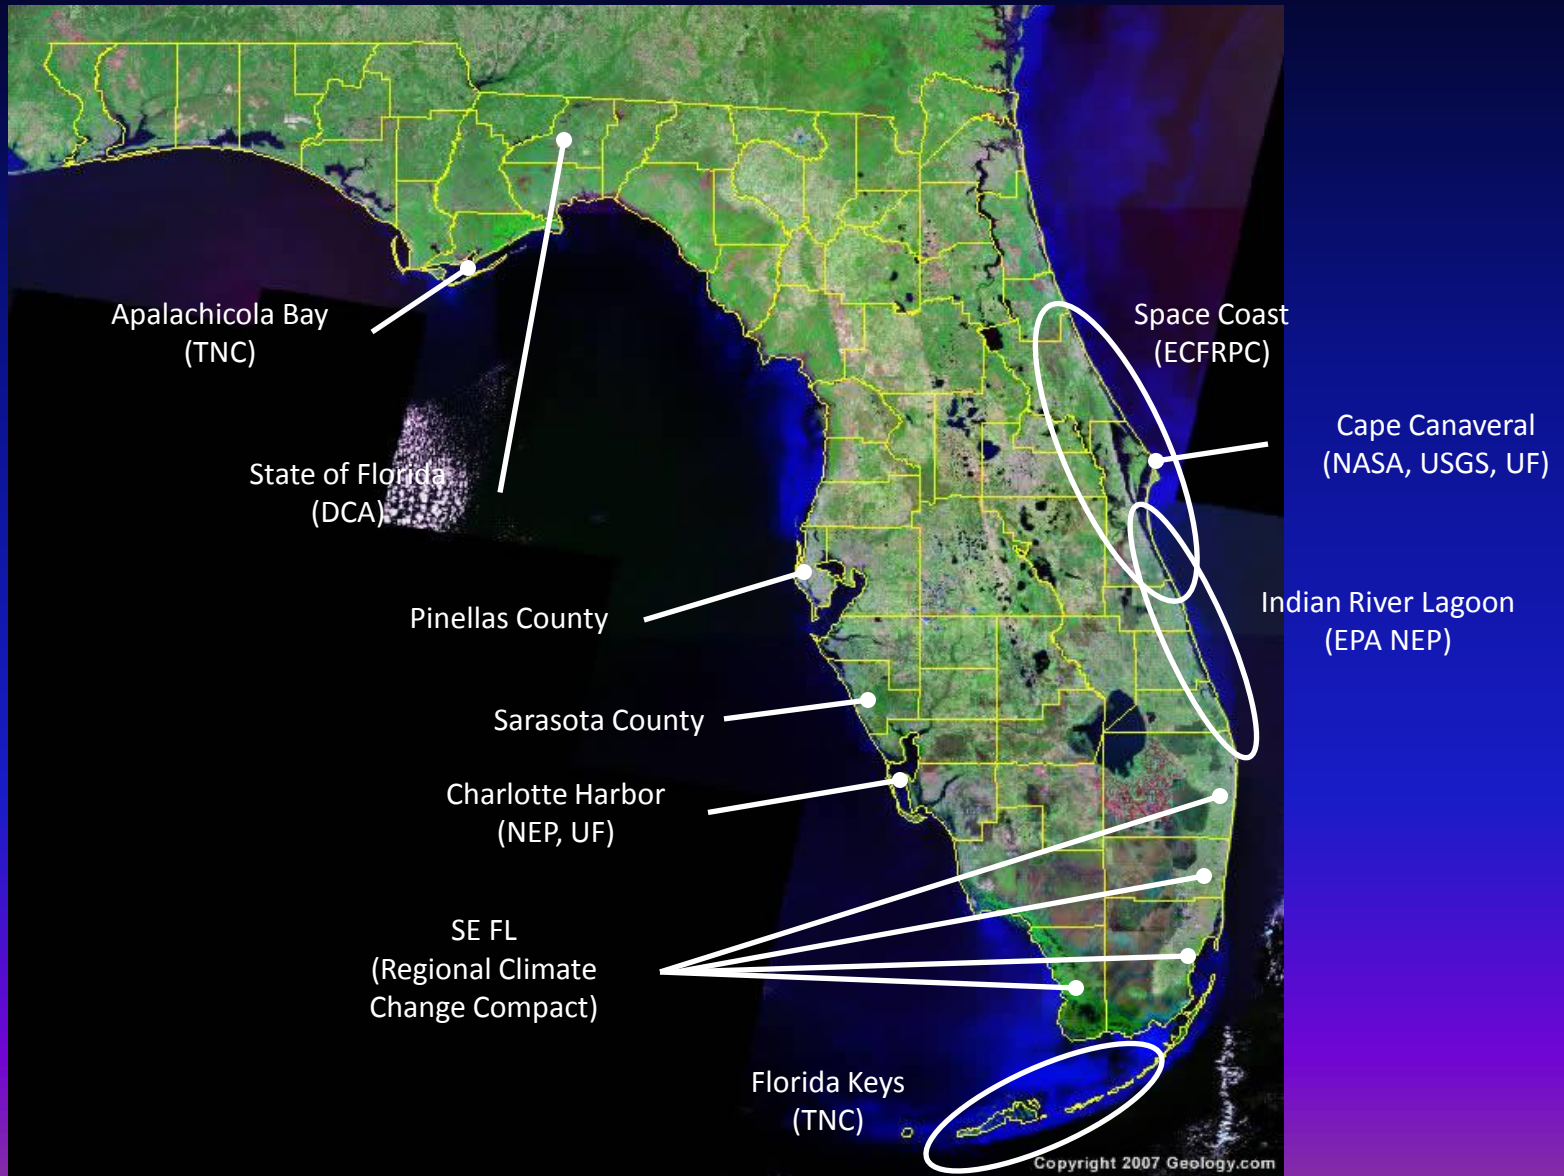 Apalachicola Bay
(TNC)
Space Coast
(ECFRPC)
Cape Canaveral
(NASA, USGS, UF)
State of Florida
(DCA)
Pinellas County
Indian River Lagoon
(EPA NEP)
Sarasota County
Charlotte Harbor
(NEP, UF)
SE FL
(Regional Climate
Change Compact)
Florida Keys
(TNC)
Copyright 2007 Geology.com